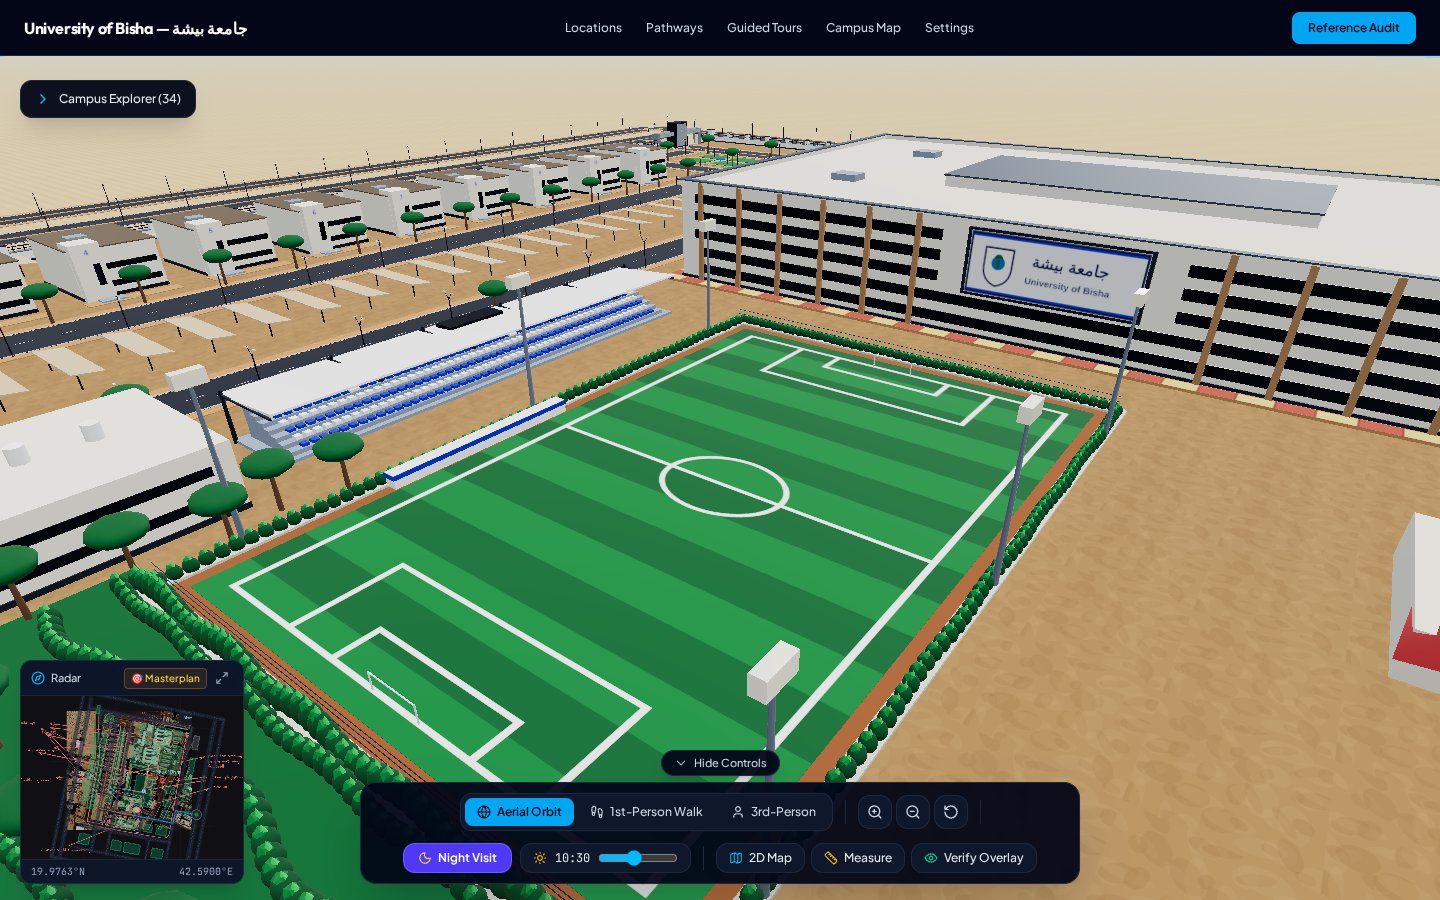 University of Bisha — جامعة بيشة
Locations
Pathways
Guided Tours
Campus Map
Settings
Reference Audit
Campus Explorer (34)
جامعة بيشة
University of Bisha
Radar
Masterplan
19.9763°N
42.5900°E
Hide Controls
Aerial Orbit
1st-Person Walk
3rd-Person
Night Visit
10:30
2D Map
Measure
Verify Overlay